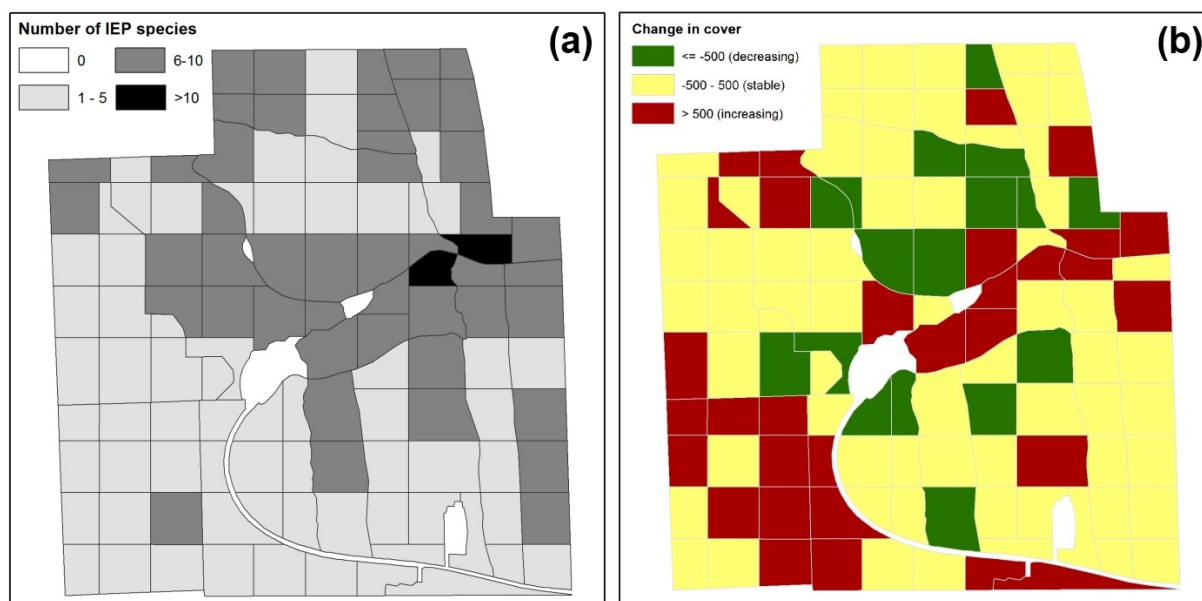 Number of IEP species
(a)
0
6-10
1 - 5
>10
Change in cover
(b)
<= -500 (decreasing)
-500 - 500 (stable)
> 500 (increasing)